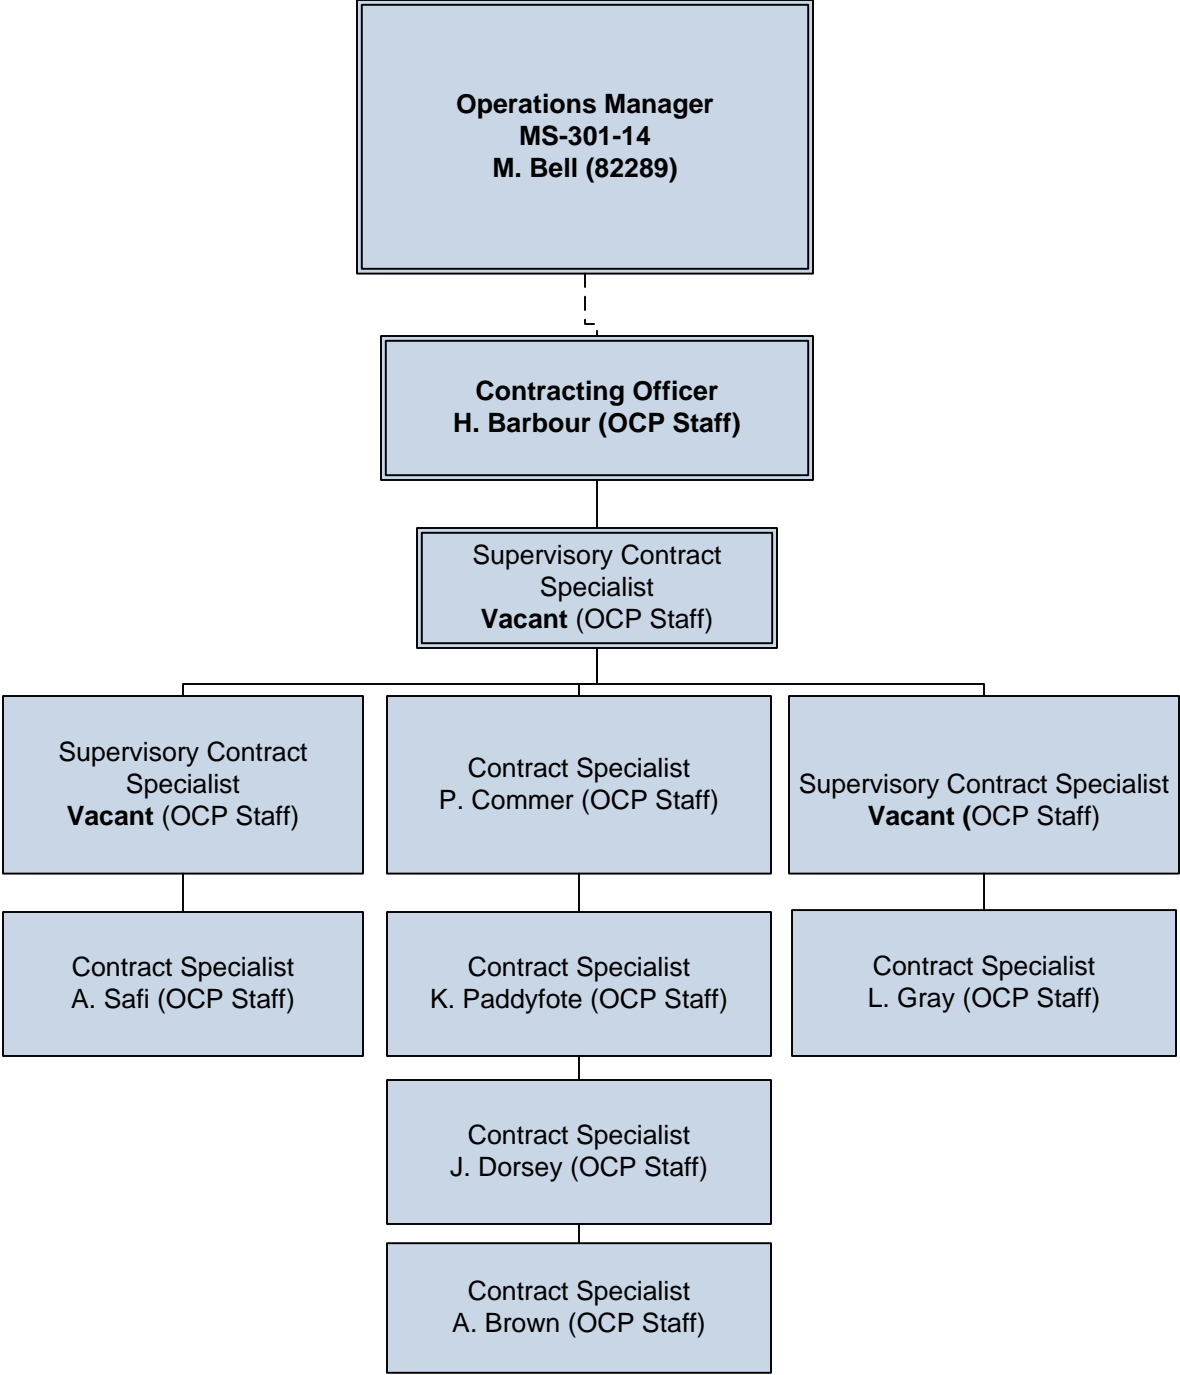 Operations Manager
MS-301-14
M. Bell (82289)
Contracting Officer
H. Barbour (OCP Staff)
Supervisory Contract
Specialist
Vacant (OCP Staff)
Supervisory Contract
Specialist
Vacant (OCP Staff)
Contract Specialist
P. Commer (OCP Staff)
Supervisory Contract Specialist
Vacant (OCP Staff)
Contract Specialist
A. Safi (OCP Staff)
Contract Specialist
K. Paddyfote (OCP Staff)
Contract Specialist
L. Gray (OCP Staff)
Contract Specialist
J. Dorsey (OCP Staff)
Contract Specialist
A. Brown (OCP Staff)